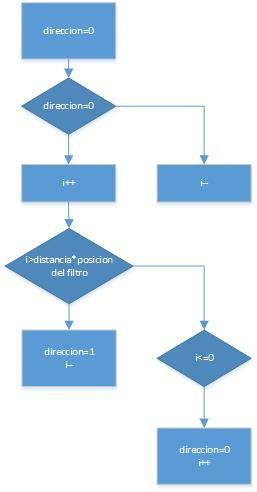 direccion=0
direccion=0
i++
i--
i>distancia*posicion
del filtro
direccion=1
i--
i<=0
direccion=0
i++